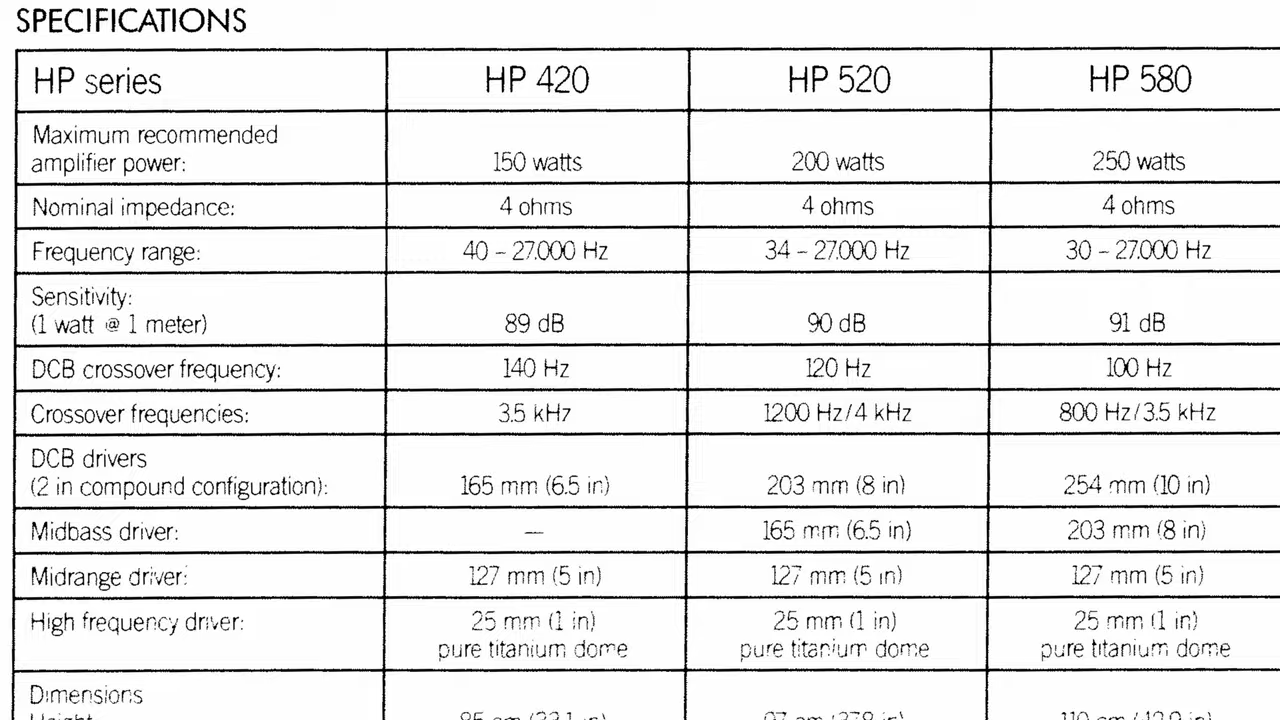 SPECIFICATIONS
HP series HP 420 HP 520 HP 580
Maximum recommended
amplifier power: 150 watts 200 watts 250 watts
Nominal impedance: 4 ohms 4 ohms 4 ohms
Frequency range: 40 – 27.000 Hz 34 – 27.000 Hz 30 – 27.000 Hz
Sensitivity:
(1 watt @ 1 meter) 89 dB 90 dB 91 dB
DCB crossover frequency: 140 Hz 120 Hz 100 Hz
Crossover frequencies: 3.5 kHz 1200 Hz/4 kHz 800 Hz/3.5 kHz
DCB drivers
(2 in compound configuration): 165 mm (6.5 in) 203 mm (8 in) 254 mm (10 in)
Midbass driver: — 165 mm (6.5 in) 203 mm (8 in)
Midrange driver: 127 mm (5 in) 127 mm (5 in) 127 mm (5 in)
High frequency driver: 25 mm (1 in) 25 mm (1 in) 25 mm (1 in)
pure titanium dome pure titanium dome pure titanium dome
Dimensions